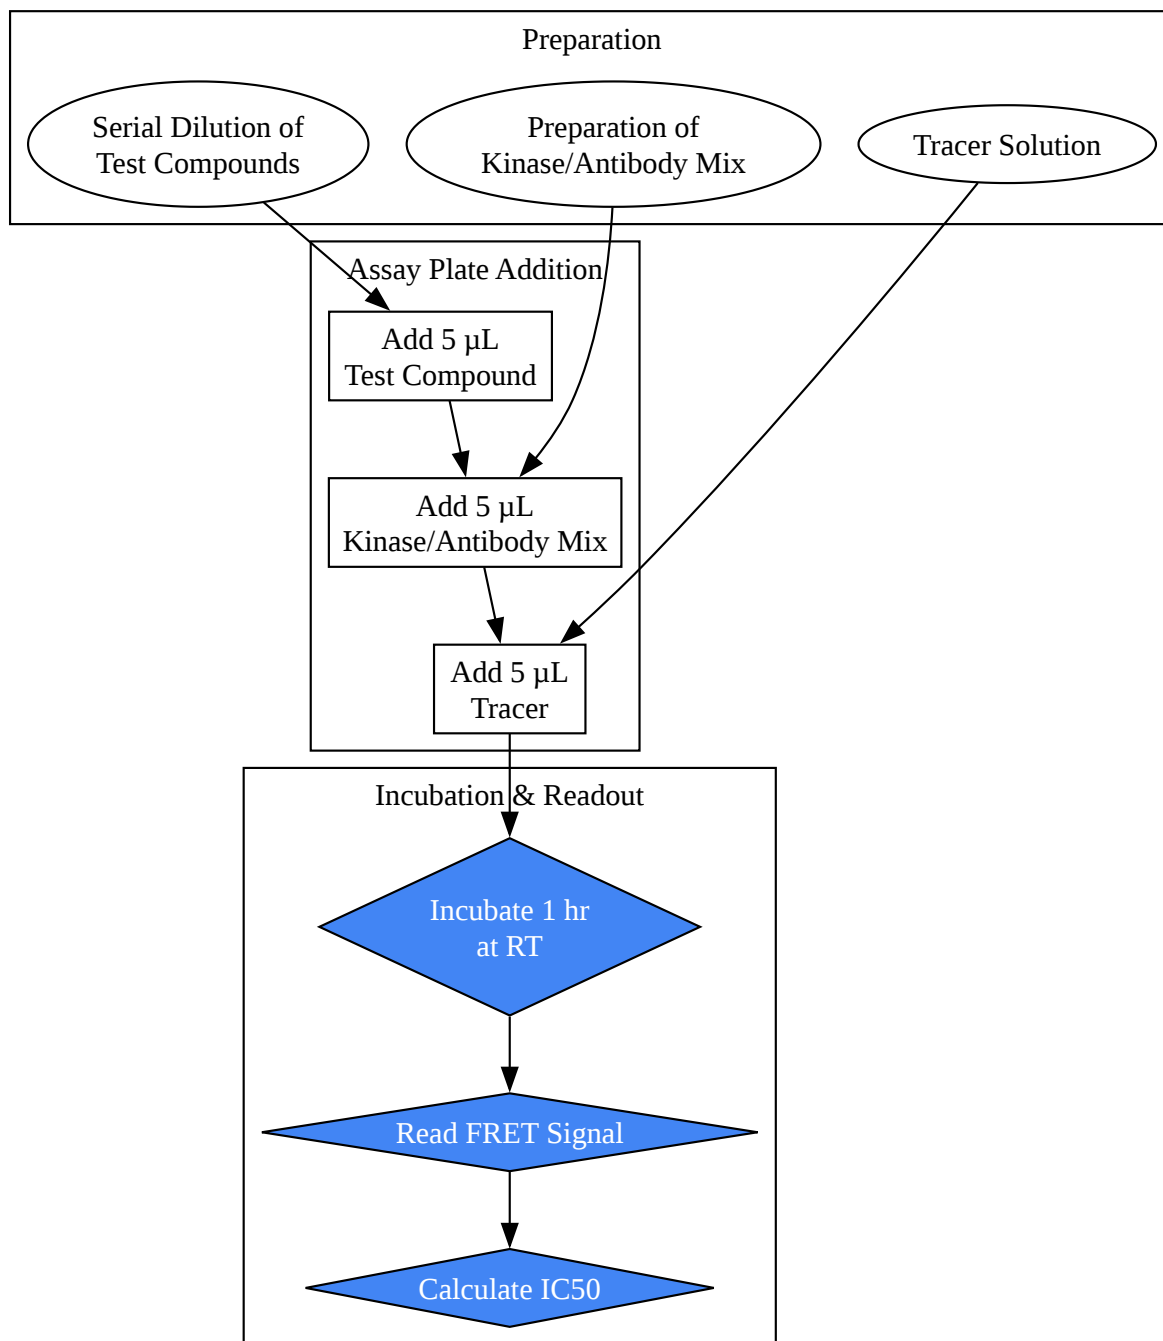 Preparation
Serial Dilution of
Test Compounds
Preparation of
Kinase/Antibody Mix
Tracer Solution
Assay Plate Addition
Add 5 µL
Test Compound
Add 5 µL
Kinase/Antibody Mix
Add 5 µL
Tracer
Incubation & Readout
Incubate 1 hr
at RT
Read FRET Signal
Calculate IC50